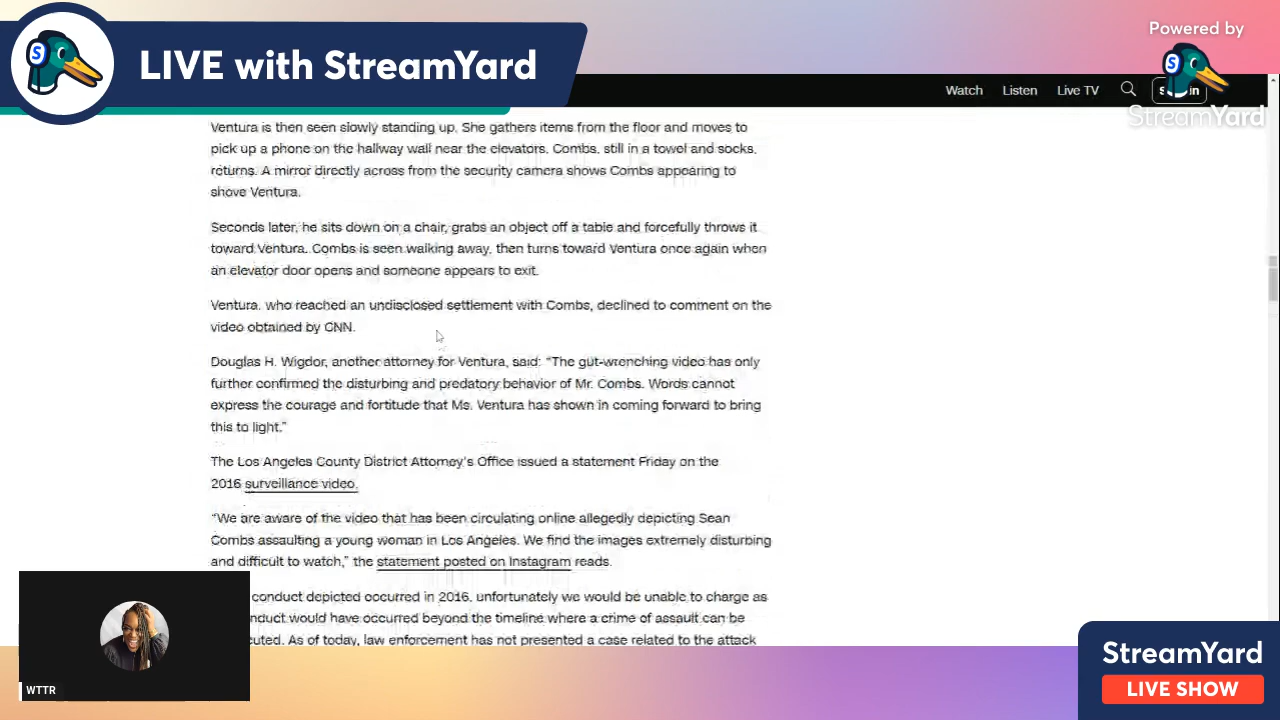 LIVE with StreamYard
Powered by
StreamYard
Watch Listen Live TV
Ventura is then seen slowly standing up. She gathers items from the floor and moves to
pick up a phone on the hallway wall near the elevators. Combs, still in a towel and socks,
returns. A mirror directly across from the security camera shows Combs appearing to
shove Ventura.
Seconds later, he sits down on a chair, grabs an object off a table and forcefully throws it
toward Ventura. Combs is seen walking away, then turns toward Ventura once again when
an elevator door opens and someone appears to exit.
Ventura, who reached an undisclosed settlement with Combs, declined to comment on the
video obtained by CNN.
Douglas H. Wigdor, another attorney for Ventura, said: “The gut-wrenching video has only
further confirmed the disturbing and predatory behavior of Mr. Combs. Words cannot
express the courage and fortitude that Ms. Ventura has shown in coming forward to bring
this to light.”
The Los Angeles County District Attorney’s Office issued a statement Friday on the
2016 surveillance video.
“We are aware of the video that has been circulating online allegedly depicting Sean
Combs assaulting a young woman in Los Angeles. We find the images extremely disturbing
and difficult to watch,” the statement posted on Instagram reads.
conduct depicted occurred in 2016, unfortunately we would be unable to charge as
conduct would have occurred beyond the timeline where a crime of assault can be
As of today, law enforcement has not presented a case related to the attack
WTTR
StreamYard
LIVE SHOW